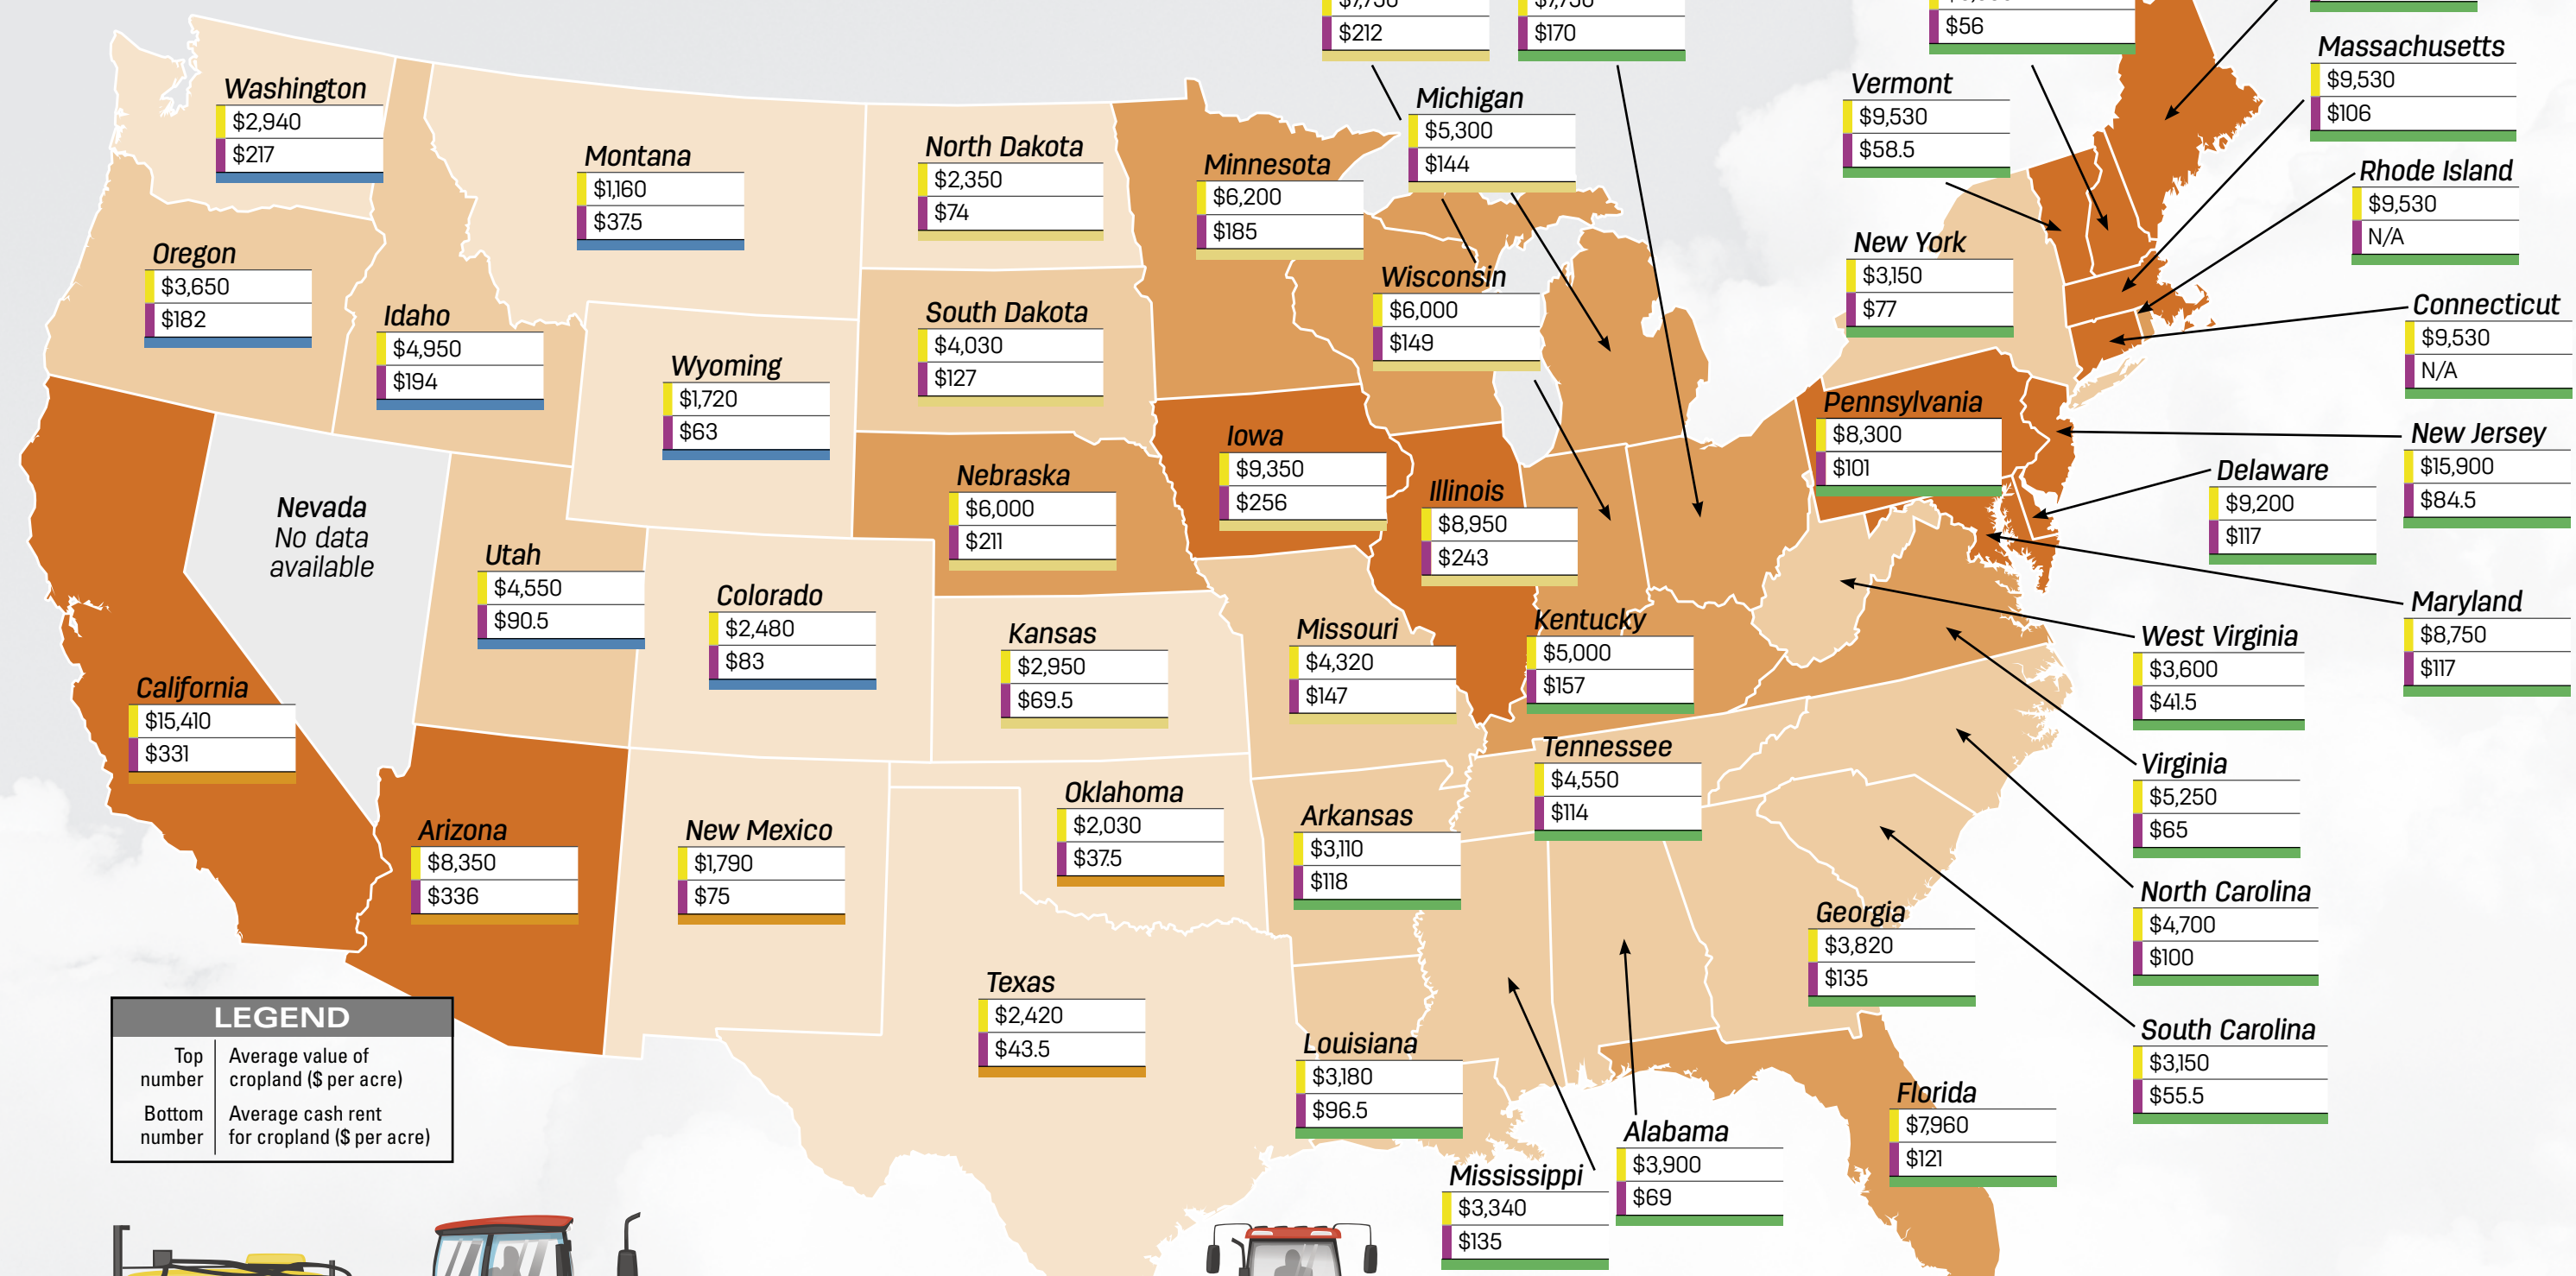 $212
$170
$56
Massachusetts
$9,530
$106
Washington
$2,940
$217
Michigan
$5,300
$144
Vermont
$9,530
$58.5
Montana
$1,160
$37.5
North Dakota
$2,350
$74
Minnesota
$6,200
$185
Rhode Island
$9,530
N/A
Oregon
$3,650
$182
New York
$3,150
$77
Idaho
$4,950
$194
South Dakota
$4,030
$127
Wisconsin
$6,000
$149
Connecticut
$9,530
N/A
Wyoming
$1,720
$63
Pennsylvania
$8,300
$101
Iowa
$9,350
$256
New Jersey
$15,900
$84.5
Nebraska
$6,000
$211
Illinois
$8,950
$243
Delaware
$9,200
$117
Nevada
No data
available
Utah
$4,550
$90.5
Colorado
$2,480
$83
Kansas
$2,950
$69.5
Missouri
$4,320
$147
Kentucky
$5,000
$157
Maryland
$8,750
$117
West Virginia
$3,600
$41.5
California
$15,410
$331
Tennessee
$4,550
$114
Virginia
$5,250
$65
Arizona
$8,350
$336
New Mexico
$1,790
$75
Oklahoma
$2,030
$37.5
Arkansas
$3,110
$118
North Carolina
$4,700
$100
Georgia
$3,820
$135
Texas
$2,420
$43.5
South Carolina
$3,150
$55.5
Louisiana
$3,180
$96.5
Florida
$7,960
$121
Alabama
$3,900
$69
Mississippi
$3,340
$135
LEGEND
Top number
Average value of
cropland ($ per acre)
Bottom number
Average cash rent
for cropland ($ per acre)